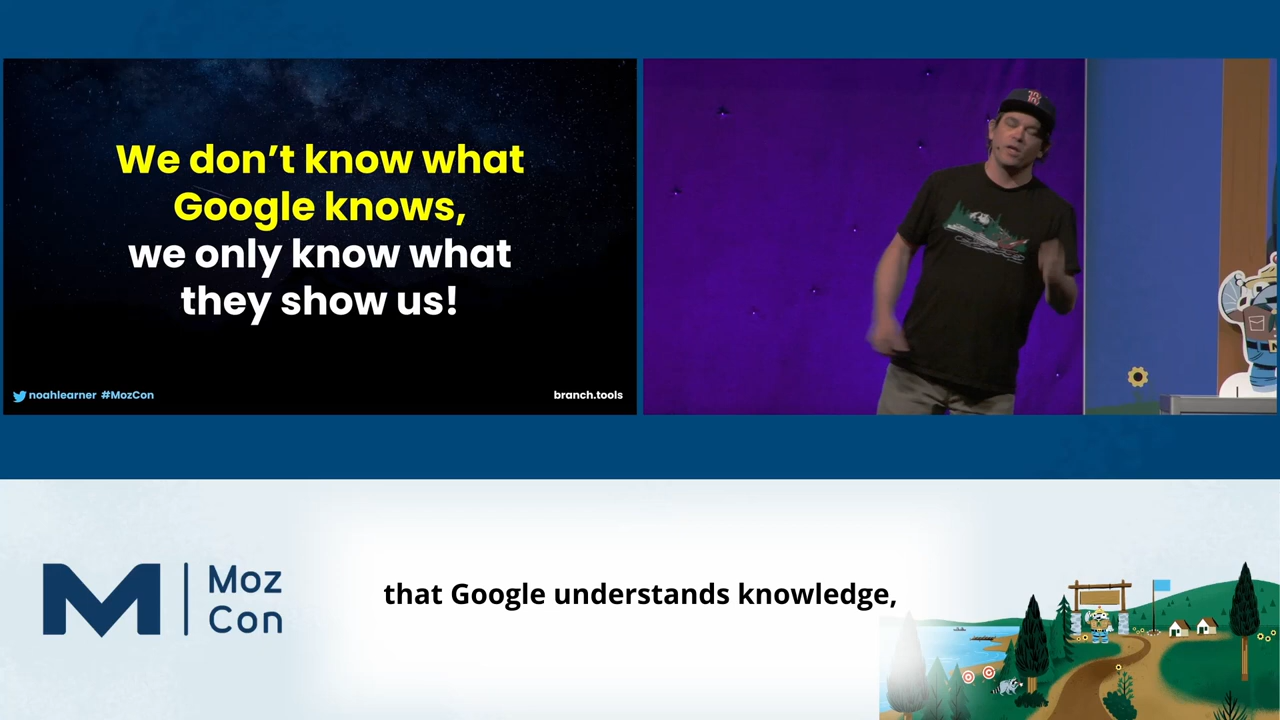 We don’t know what
Google knows,
we only know what
they show us!
noahlearner #MozCon
branch.tools
Moz
Con
that Google understands knowledge,